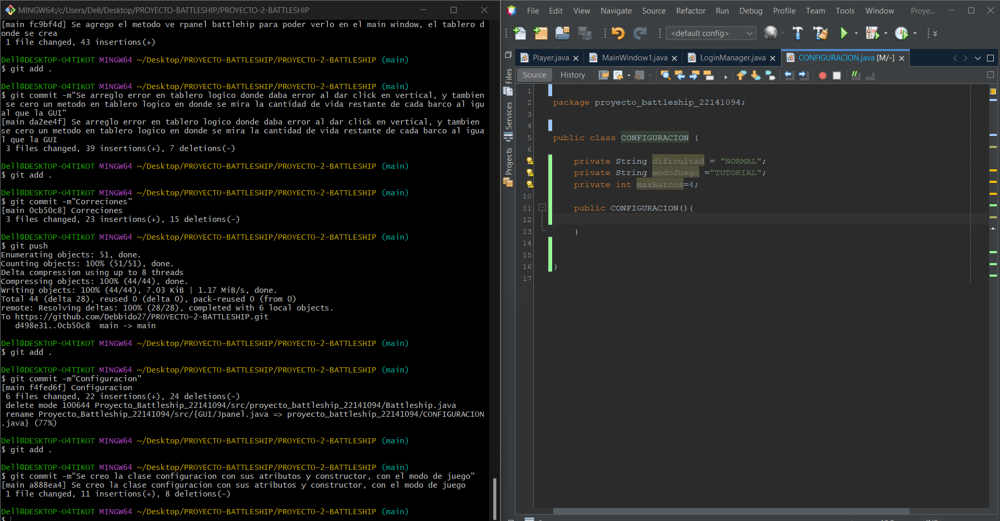 MINGW64:/c/Users/Dell/Desktop/PROYECTO-BATTLESHIP/PROYECTO-2-BATTLESHIP
[main fc9bf4d] Se agrego el metodo ve rpanel battlehip para poder verlo en el main window, el tablero d
onde se crea
 1 file changed, 43 insertions(+)
Dell@DESKTOP-O4TIKOT MINGW64 ~/Desktop/PROYECTO-BATTLESHIP/PROYECTO-2-BATTLESHIP (main)
$ git add .
Dell@DESKTOP-O4TIKOT MINGW64 ~/Desktop/PROYECTO-BATTLESHIP/PROYECTO-2-BATTLESHIP (main)
$ git commit -m"Se arreglo error en tablero logico donde daba error al dar click en vertical, y tambien
 se cero un metodo en tablero logico en donde se mira la cantidad de vida restante de cada barco al igu
al que la GUI"
[main da2ee4f] Se arreglo error en tablero logico donde daba error al dar click en vertical, y tambien
se cero un metodo en tablero logico en donde se mira la cantidad de vida restante de cada barco al igua
l que la GUI
 3 files changed, 39 insertions(+), 7 deletions(-)
Dell@DESKTOP-O4TIKOT MINGW64 ~/Desktop/PROYECTO-BATTLESHIP/PROYECTO-2-BATTLESHIP (main)
$ git add .
Dell@DESKTOP-O4TIKOT MINGW64 ~/Desktop/PROYECTO-BATTLESHIP/PROYECTO-2-BATTLESHIP (main)
$ git commit -m"Correciones"
[main 0cb50c8] Correciones
 3 files changed, 23 insertions(+), 15 deletions(-)
Dell@DESKTOP-O4TIKOT MINGW64 ~/Desktop/PROYECTO-BATTLESHIP/PROYECTO-2-BATTLESHIP (main)
$ git push
Enumerating objects: 51, done.
Counting objects: 100% (51/51), done.
Delta compression using up to 8 threads
Compressing objects: 100% (44/44), done.
Writing objects: 100% (44/44), 7.03 KiB | 1.17 MiB/s, done.
Total 44 (delta 28), reused 0 (delta 0), pack-reused 0 (from 0)
remote: Resolving deltas: 100% (28/28), completed with 6 local objects.
To https://github.com/Debbido27/PROYECTO-2-BATTLESHIP.git
   d498e31..0cb50c8  main -> main
Dell@DESKTOP-O4TIKOT MINGW64 ~/Desktop/PROYECTO-BATTLESHIP/PROYECTO-2-BATTLESHIP (main)
$ git add .
Dell@DESKTOP-O4TIKOT MINGW64 ~/Desktop/PROYECTO-BATTLESHIP/PROYECTO-2-BATTLESHIP (main)
$ git commit -m"Configuracion"
[main f4fed6f] Configuracion
 6 files changed, 22 insertions(+), 24 deletions(-)
 delete mode 100644 Proyecto_Battleship_22141094/src/proyecto_battleship_22141094/Battleship.java
 rename Proyecto_Battleship_22141094/src/{GUI/Jpanel.java => proyecto_battleship_22141094/CONFIGURACION
.java} (77%)
Dell@DESKTOP-O4TIKOT MINGW64 ~/Desktop/PROYECTO-BATTLESHIP/PROYECTO-2-BATTLESHIP (main)
$ git add .
Dell@DESKTOP-O4TIKOT MINGW64 ~/Desktop/PROYECTO-BATTLESHIP/PROYECTO-2-BATTLESHIP (main)
$ git commit -m"Se creo la clase configuracion con sus atributos y constructor, con el modo de juego"
[main a888ea4] Se creo la clase configuracion con sus atributos y constructor, con el modo de juego
 1 file changed, 11 insertions(+), 8 deletions(-)
Dell@DESKTOP-O4TIKOT MINGW64 ~/Desktop/PROYECTO-BATTLESHIP/PROYECTO-2-BATTLESHIP (main)
$
File Edit View Navigate Source Refactor Run Debug Profile Team Tools Window Proye...
<default config>
Player.java MainWindow1.java LoginManager.java CONFIGURACION.java [M/-]
Source History
Files
Services
Projects
1
2 package proyecto_battleship_22141094;
3
4
5 public class CONFIGURACION {
6
private String dificultad = "NORMAL";
private String modoJuego ="TUTORIAL";
private int maxBarcos=4;
10
11 public CONFIGURACION(){
12
13 }
14
15
16 }
17